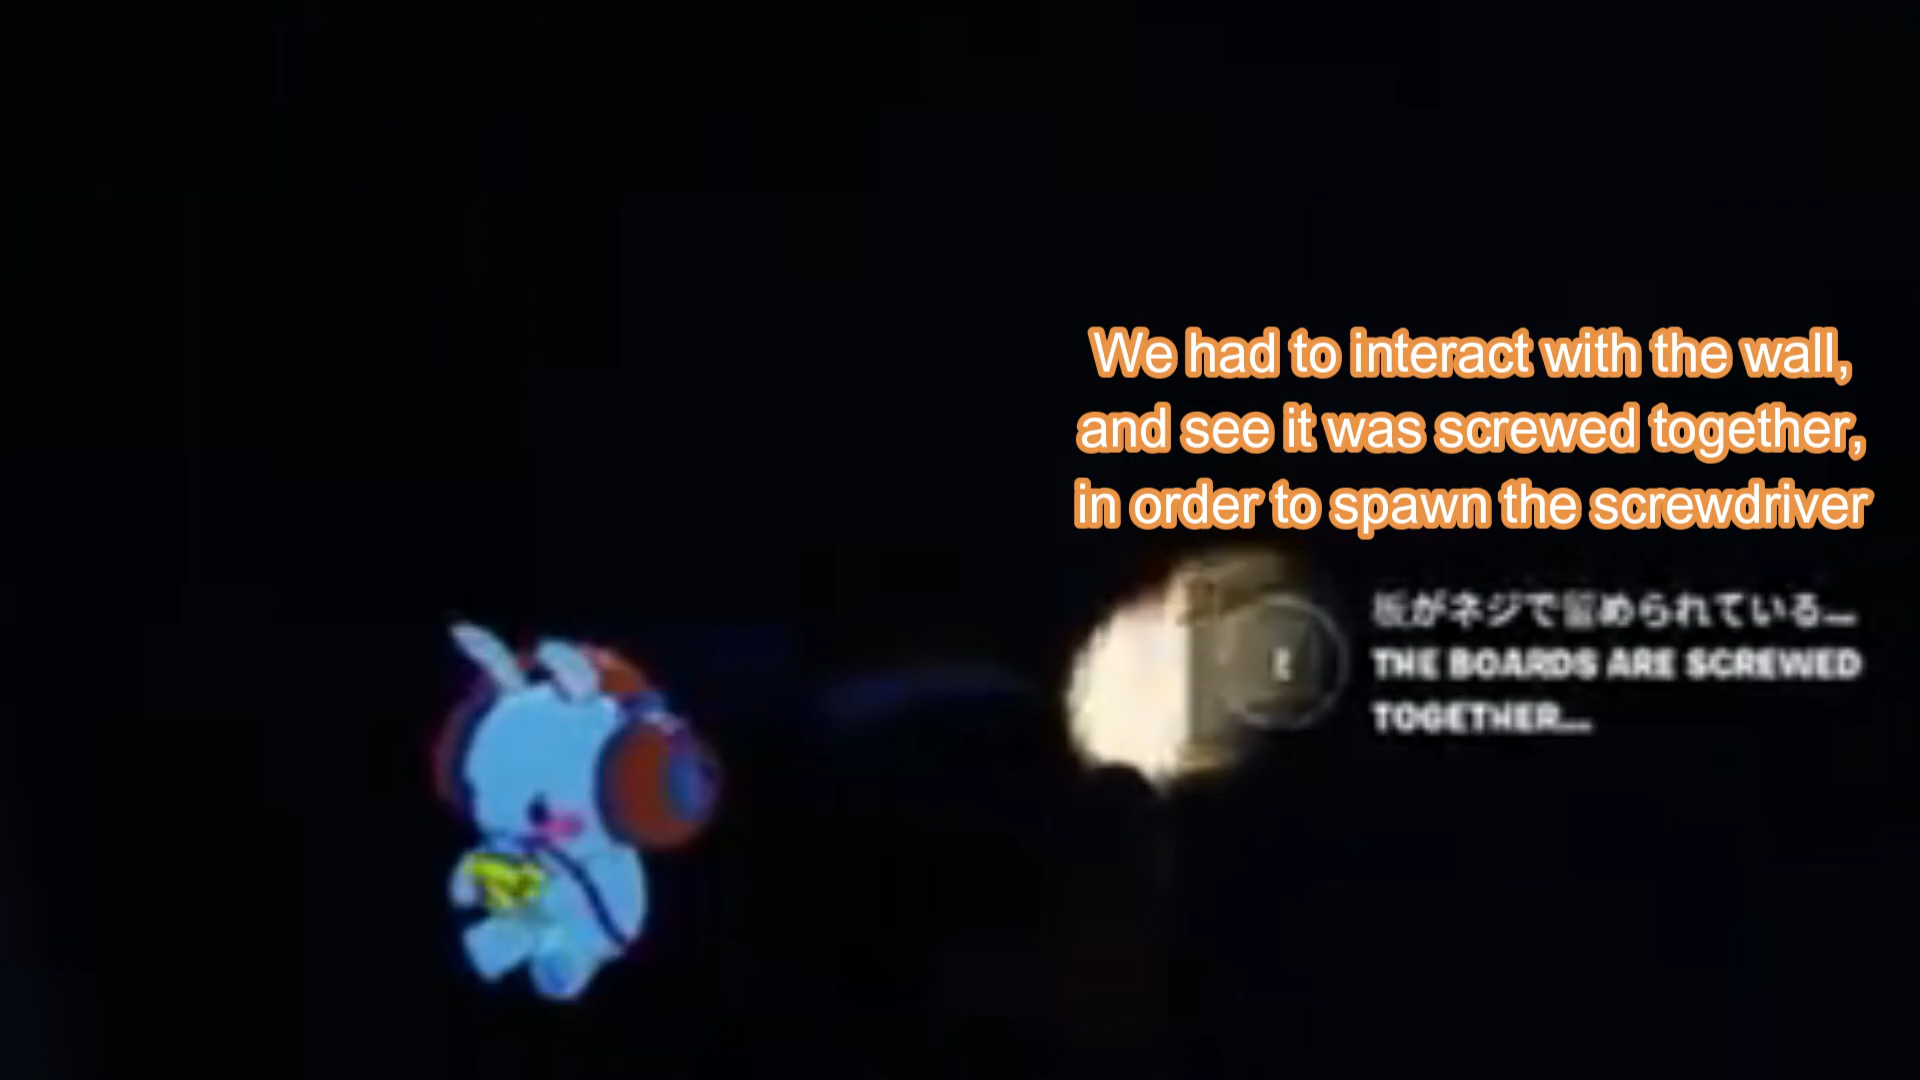 We had to interact with the wall,
and see it was screwed together,
in order to spawn the screwdriver
板がネジで留められている...
THE BOARDS ARE SCREWED
TOGETHER...